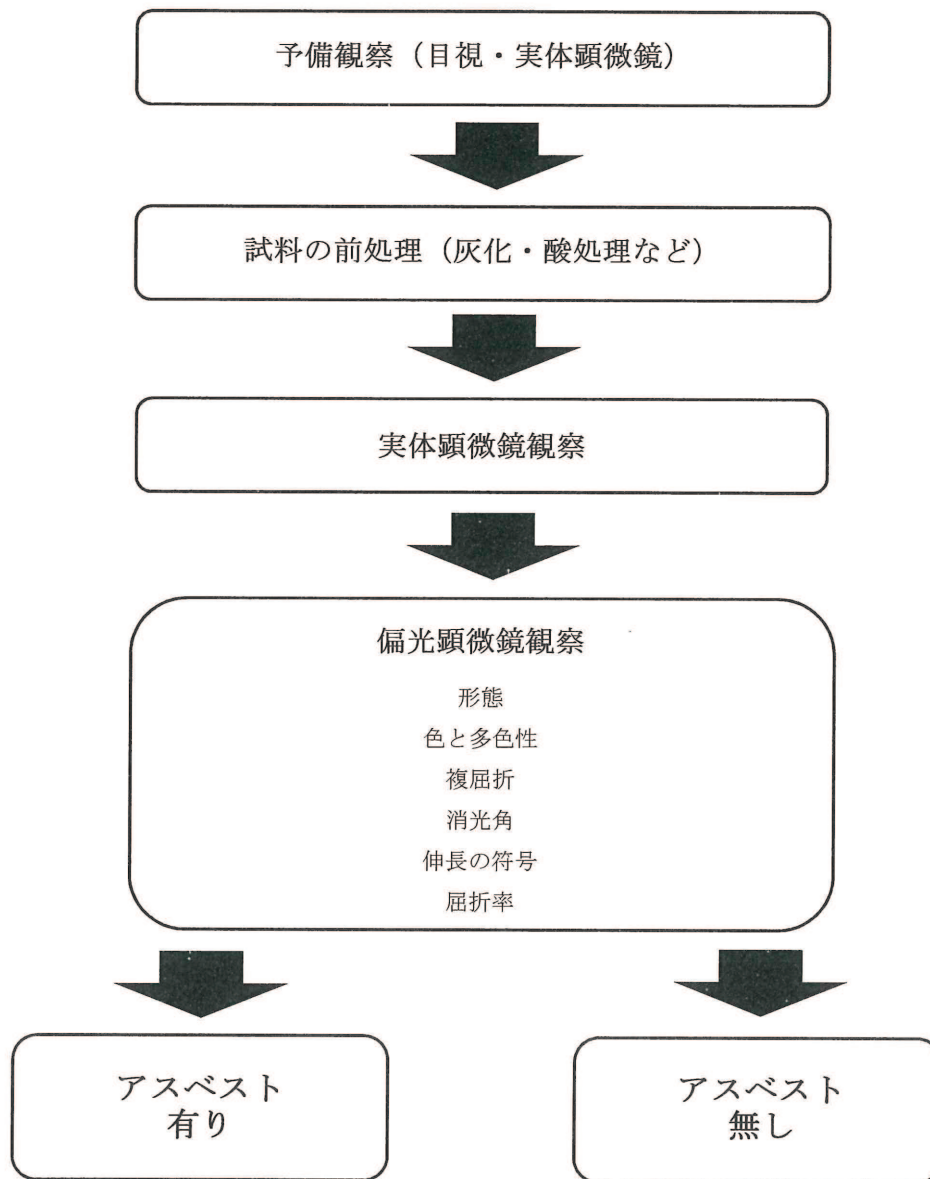 予備観察（目視・実体顕微鏡）
試料の前処理（灰化・酸処理など）
実体顕微鏡観察
偏光顕微鏡観察
形態
色と多色性
複屈折
消光角
伸長の符号
屈折率
アスベスト
有り
アスベスト
無し